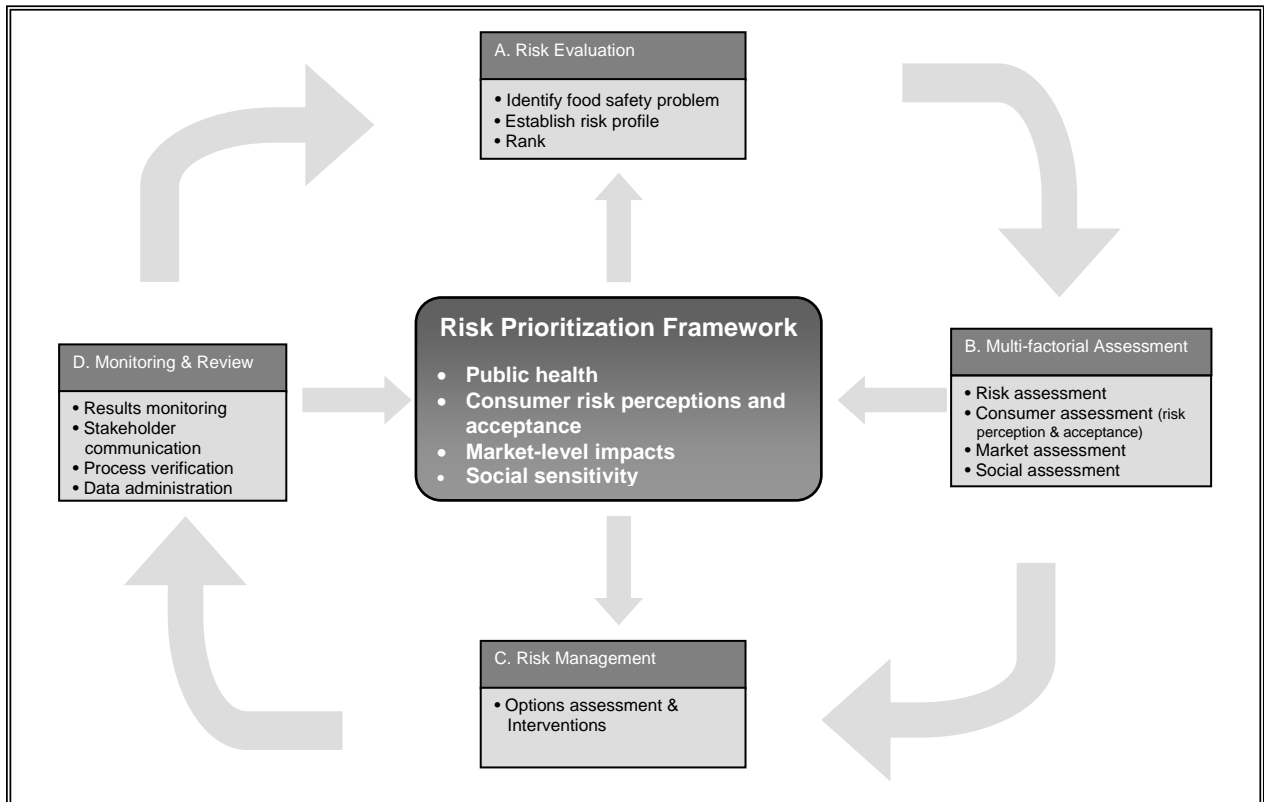 A. Risk Evaluation
• Identify food safety problem
• Establish risk profile
• Rank
Risk Prioritization Framework
• Public health
• Consumer risk perceptions and
acceptance
• Market-level impacts
• Social sensitivity
B. Multi-factorial Assessment
• Risk assessment
• Consumer assessment (risk
perception & acceptance)
• Market assessment
• Social assessment
C. Risk Management
• Options assessment &
Interventions
D. Monitoring & Review
• Results monitoring
• Stakeholder
communication
• Process verification
• Data administration